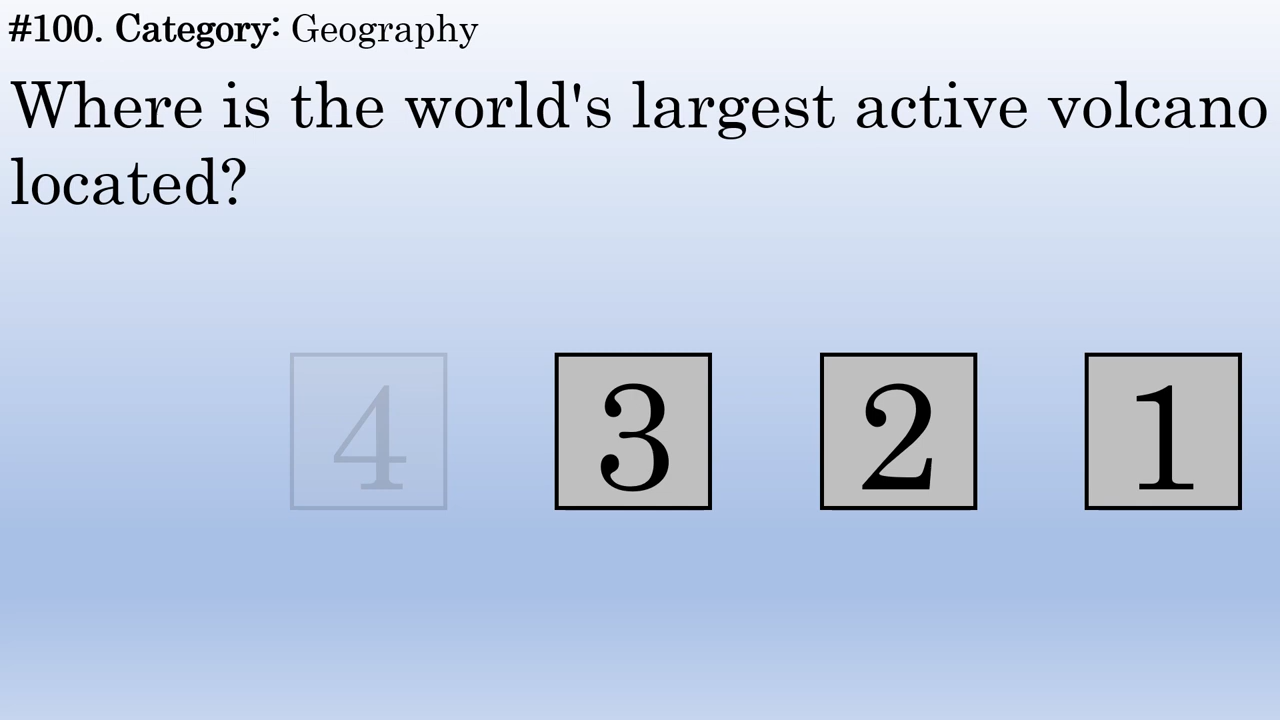 #100. Category: Geography
Where is the world's largest active volcano
located?
4 3 2 1